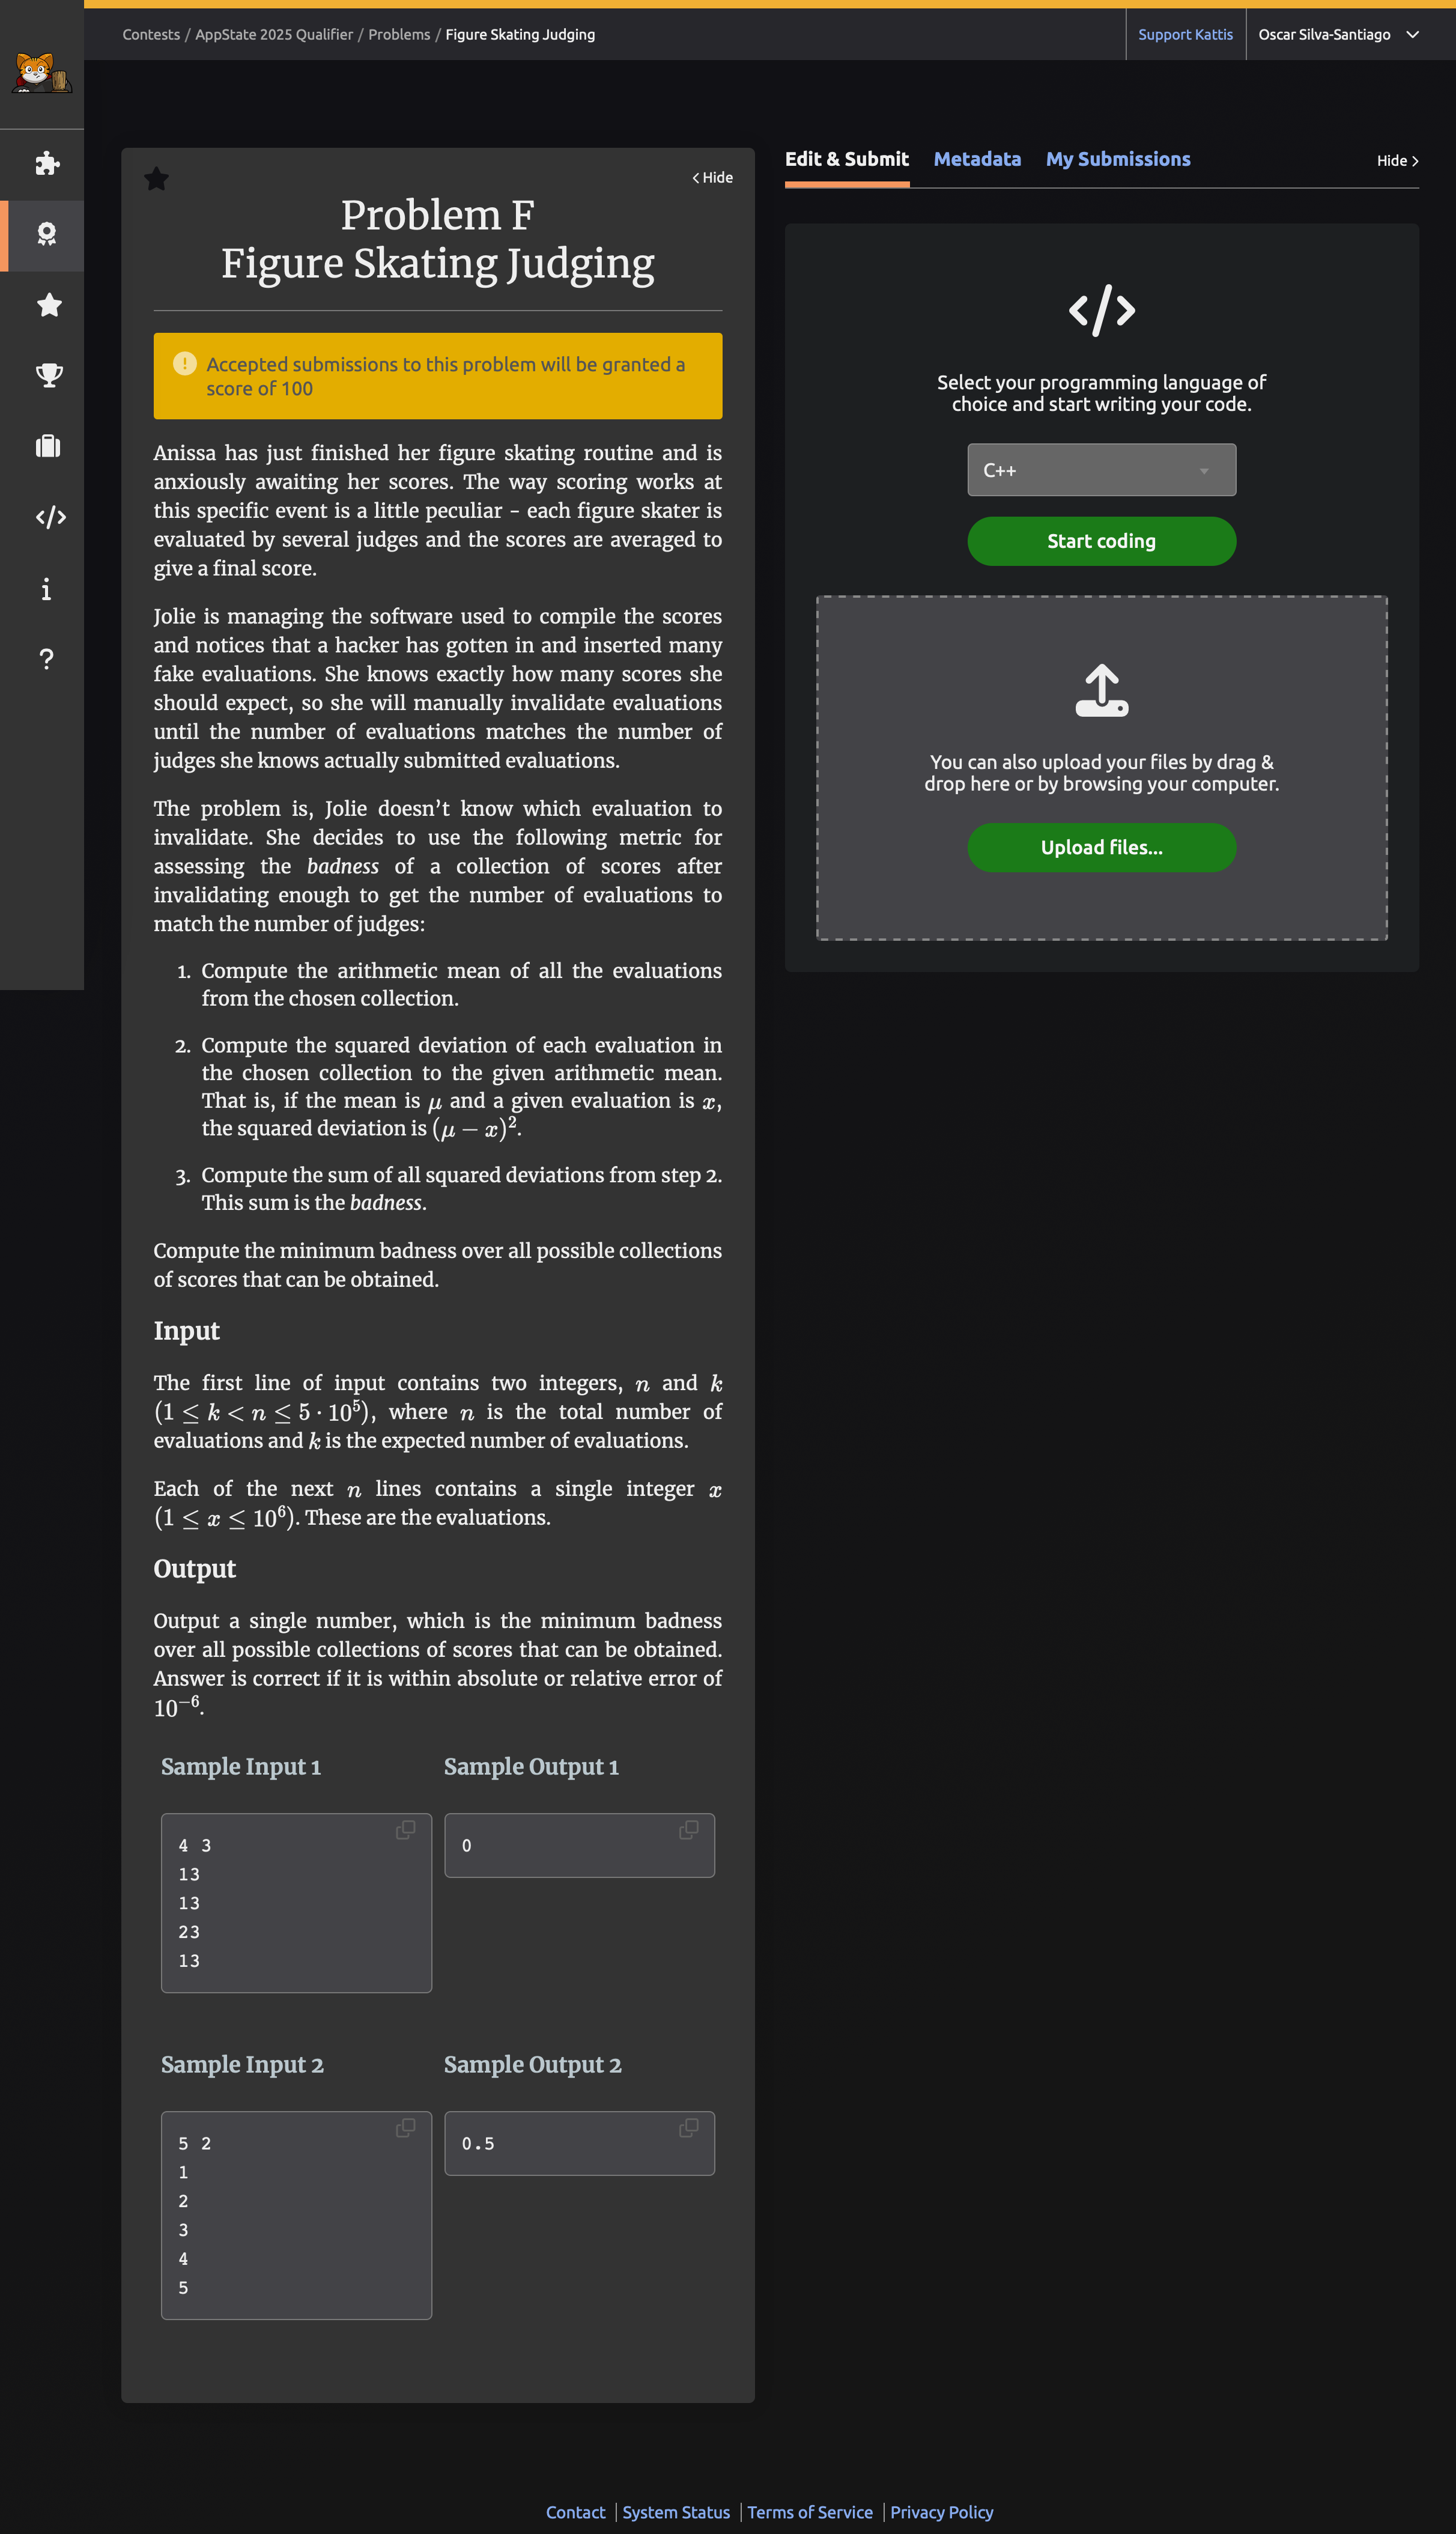 Contests / AppState 2025 Qualifier / Problems / Figure Skating Judging
Support Kattis
Oscar Silva-Santiago
Hide
Problem F
Figure Skating Judging
! Accepted submissions to this problem will be granted a
score of 100
Anissa has just finished her figure skating routine and is
anxiously awaiting her scores. The way scoring works at
this specific event is a little peculiar - each figure skater is
evaluated by several judges and the scores are averaged to
give a final score.
Jolie is managing the software used to compile the scores
and notices that a hacker has gotten in and inserted many
fake evaluations. She knows exactly how many scores she
should expect, so she will manually invalidate evaluations
until the number of evaluations matches the number of
judges she knows actually submitted evaluations.
The problem is, Jolie doesn’t know which evaluation to
invalidate. She decides to use the following metric for
assessing the badness of a collection of scores after
invalidating enough to get the number of evaluations to
match the number of judges:
1. Compute the arithmetic mean of all the evaluations
from the chosen collection.
2. Compute the squared deviation of each evaluation in
the chosen collection to the given arithmetic mean.
That is, if the mean is μ and a given evaluation is x,
the squared deviation is (μ − x)².
3. Compute the sum of all squared deviations from step 2.
This sum is the badness.
Compute the minimum badness over all possible collections
of scores that can be obtained.
Input
The first line of input contains two integers, n and k
(1 ≤ k < n ≤ 5 · 10⁵), where n is the total number of
evaluations and k is the expected number of evaluations.
Each of the next n lines contains a single integer x
(1 ≤ x ≤ 10⁶). These are the evaluations.
Output
Output a single number, which is the minimum badness
over all possible collections of scores that can be obtained.
Answer is correct if it is within absolute or relative error of
10⁻⁶.
Sample Input 1
4 3
13
13
23
13
Sample Output 1
0
Sample Input 2
5 2
1
2
3
4
5
Sample Output 2
0.5
Edit & Submit
Metadata
My Submissions
Hide
</>
Select your programming language of
choice and start writing your code.
C++
Start coding
You can also upload your files by drag &
drop here or by browsing your computer.
Upload files...
Contact | System Status | Terms of Service | Privacy Policy